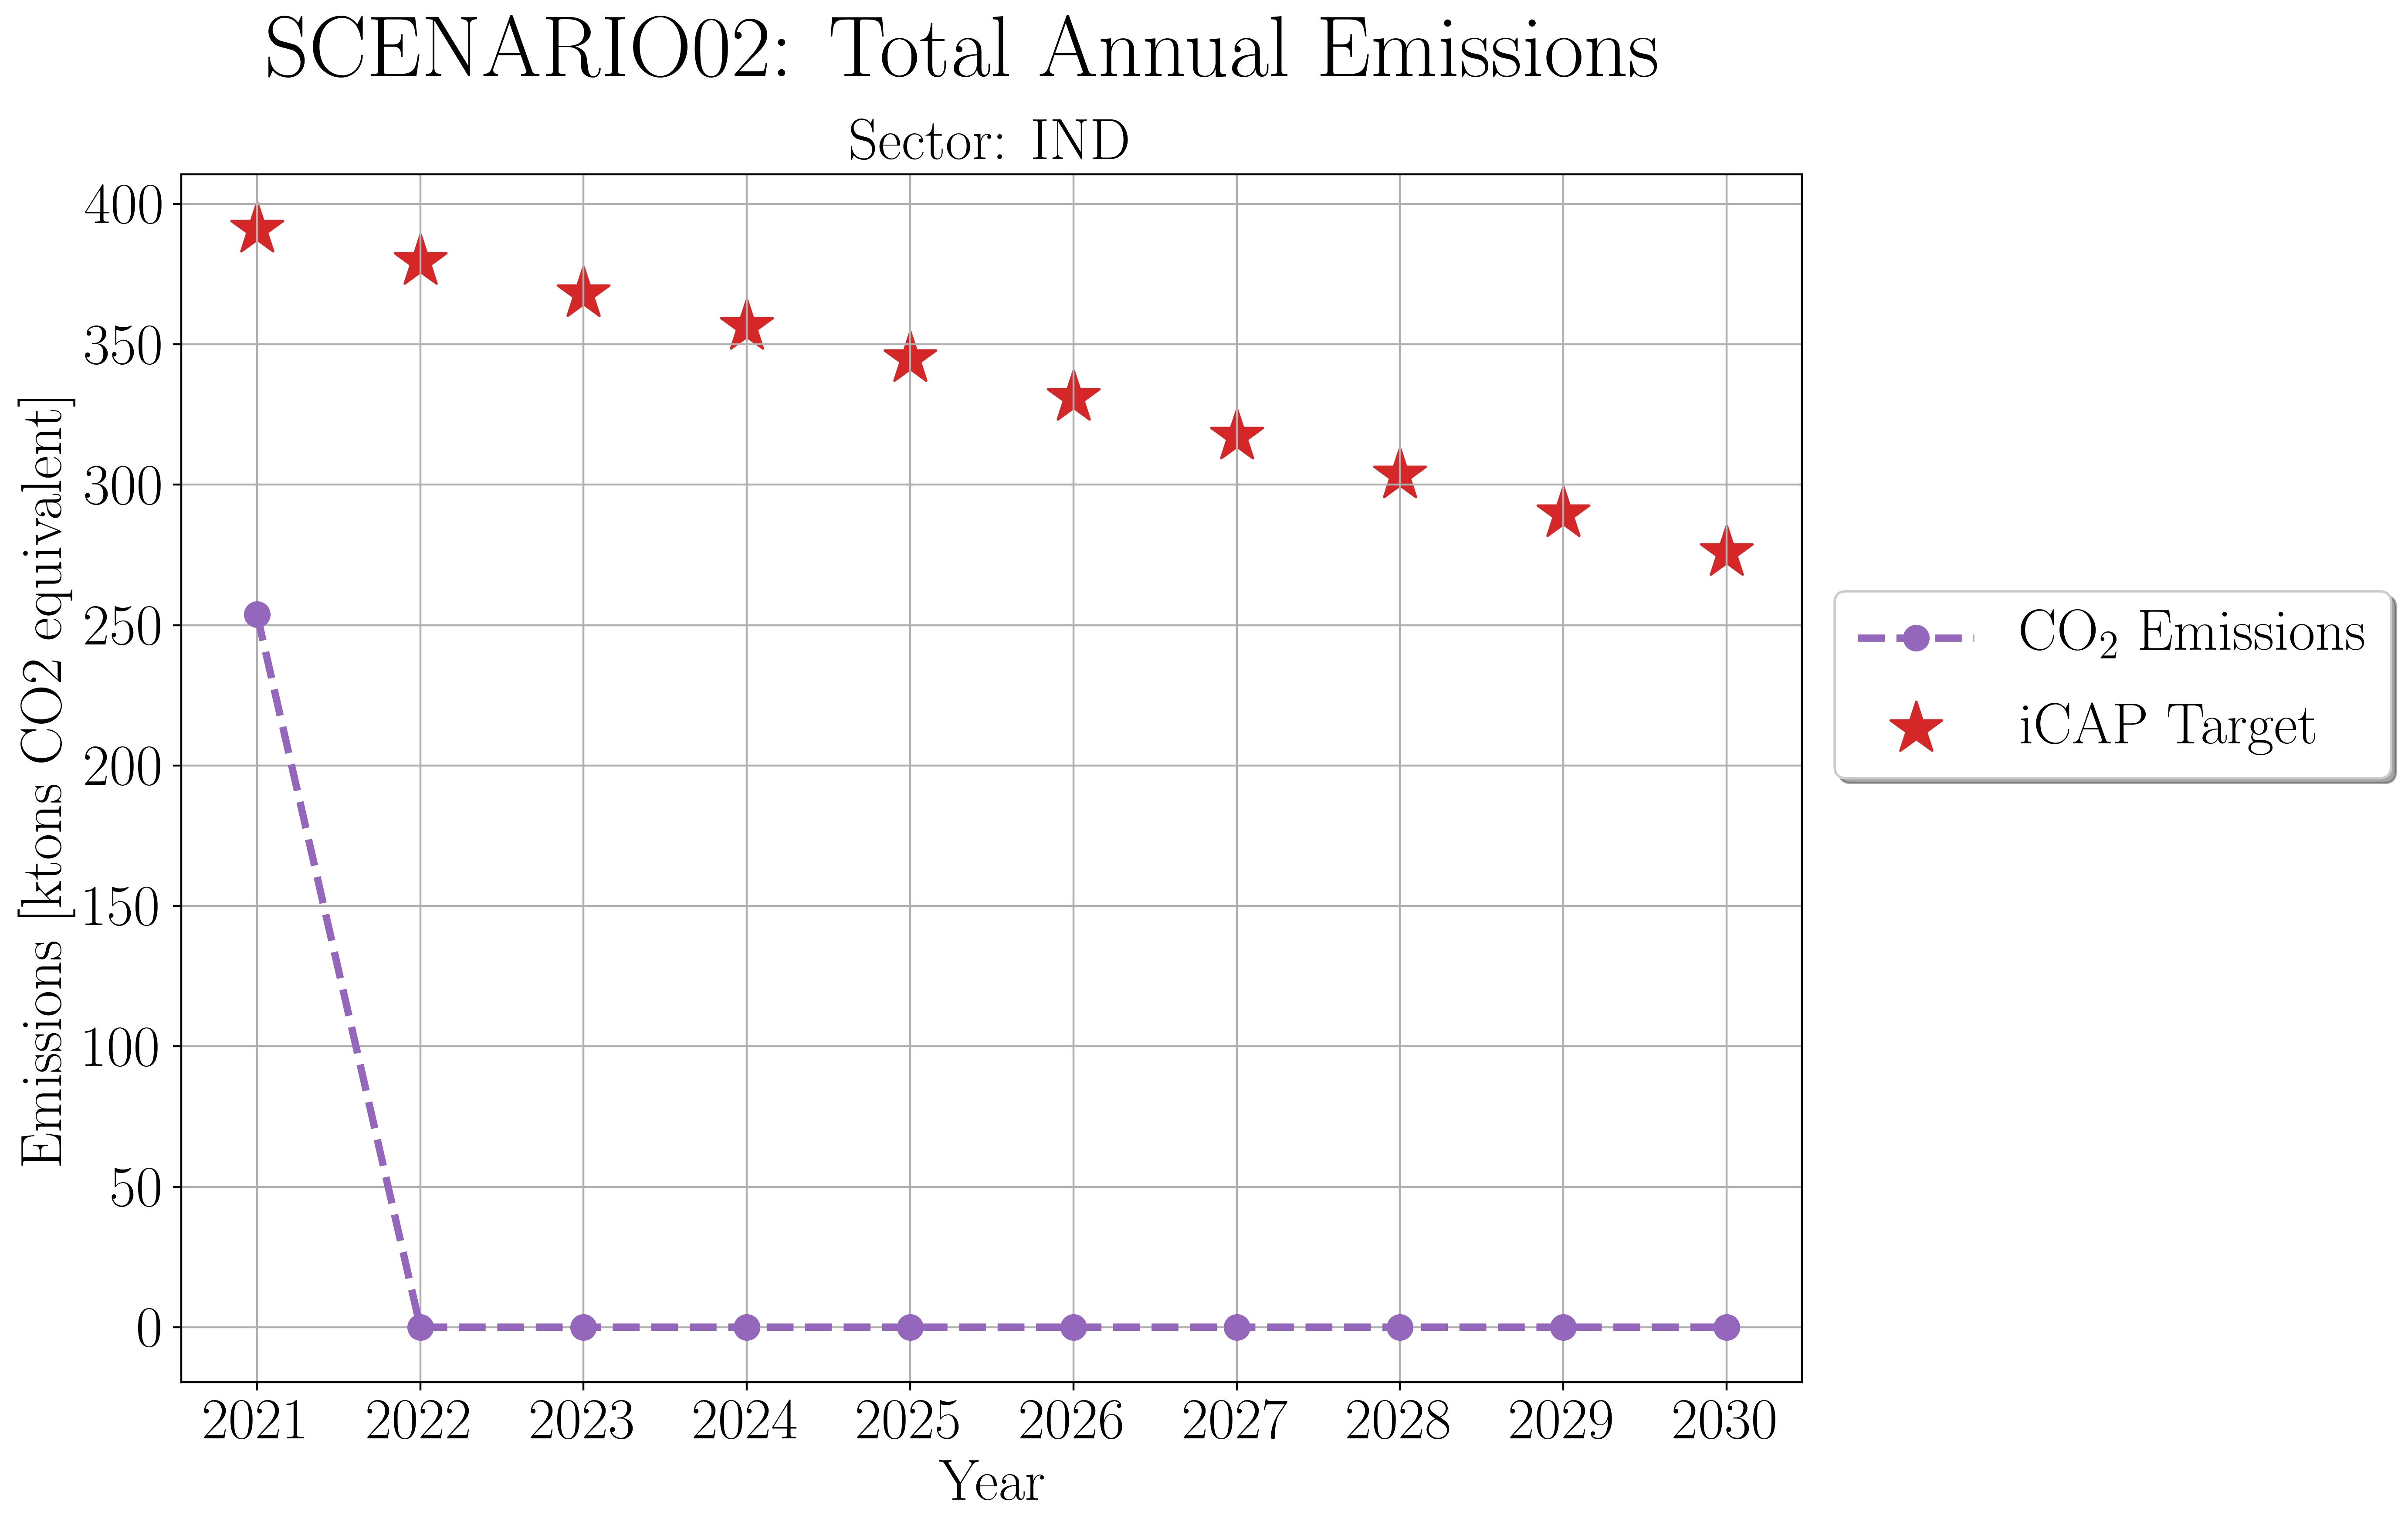 SCENARIO02: Total Annual Emissions
Sector: IND
Emissions [ktons CO2 equivalent]
400
350
300
250
200
150
100
50
0
2021 2022 2023 2024 2025 2026 2027 2028 2029 2030
Year
CO₂ Emissions
iCAP Target